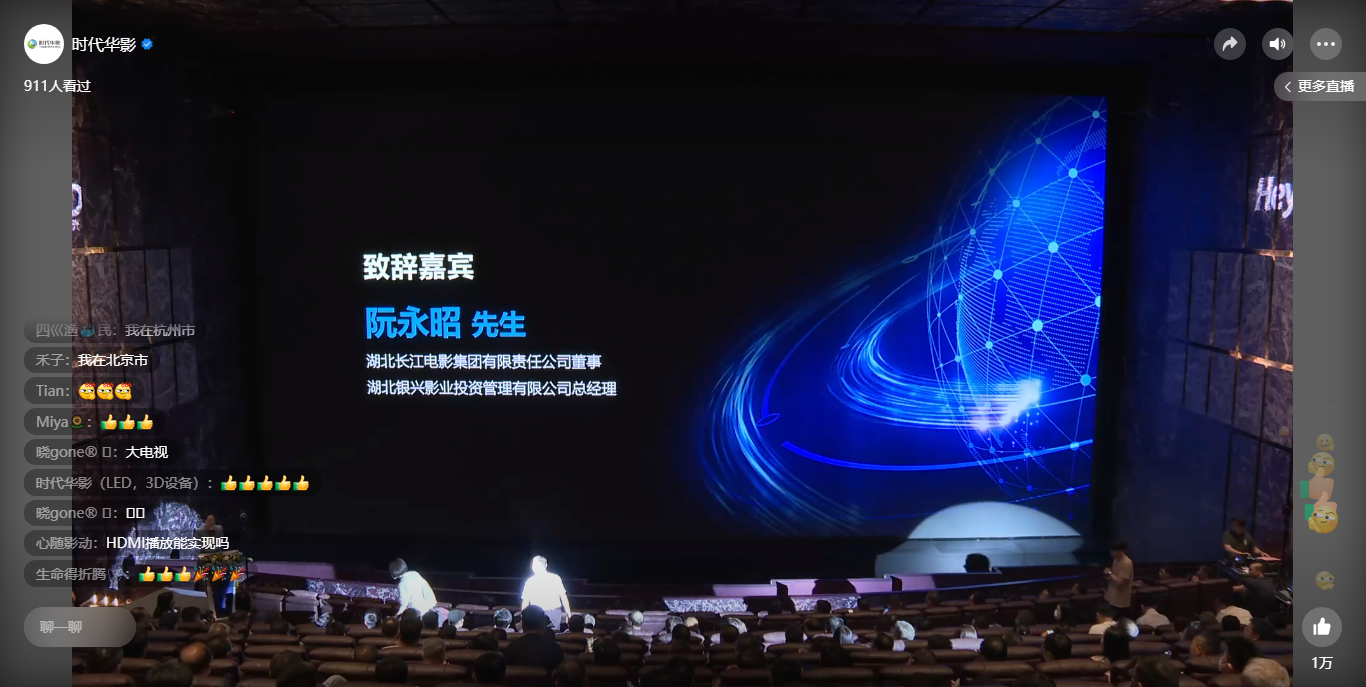 时代华影
911人看过
更多直播
Hey
致辞嘉宾
阮永昭 先生
湖北长江电影集团有限责任公司董事
湖北银兴影业投资管理有限公司总经理
民：我在杭州市
禾子：我在北京市
Tian：🥰🥰🥰
Miya🌻：👍👍👍
晓gone®：大电视
时代华影（LED，3D设备）：👍👍👍👍👍
晓gone®：
心随影动：HDMI播放能实现吗
生命得折腾：👍👍👍🎉🎉🎉
聊一聊
1万